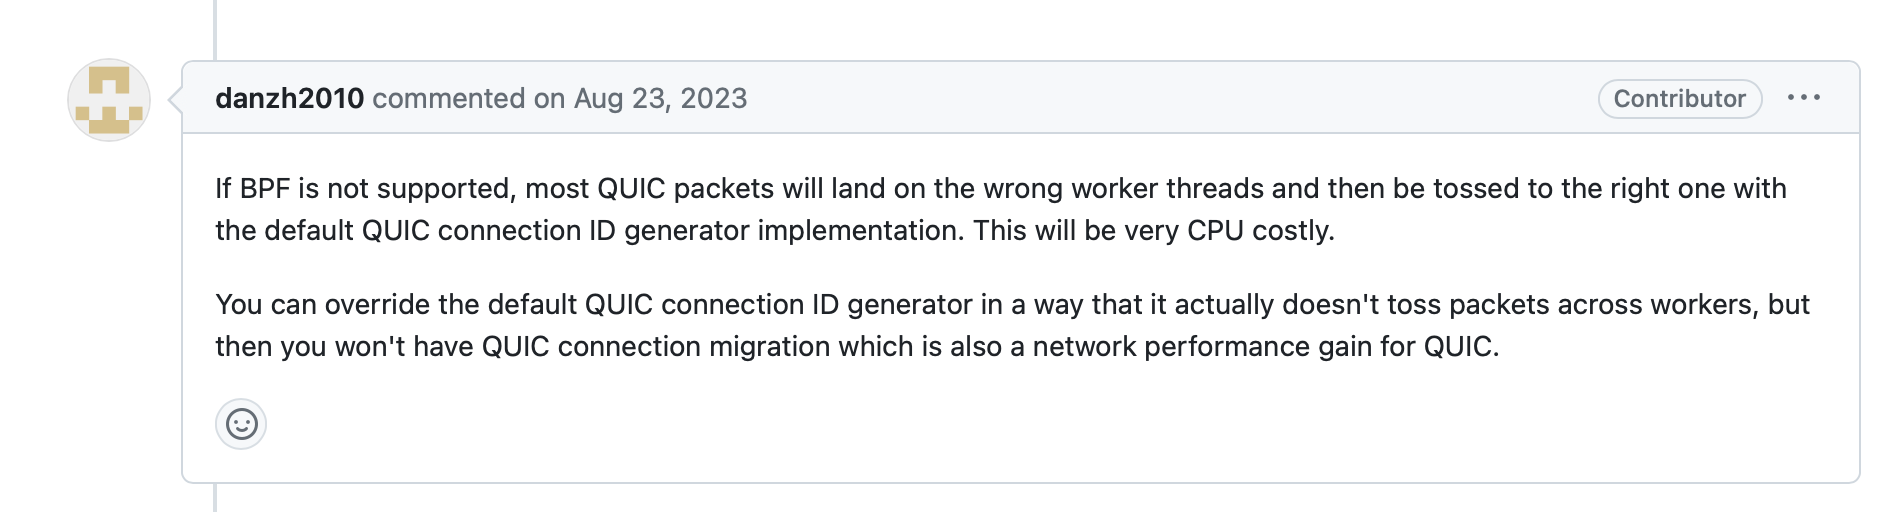 danzh2010 commented on Aug 23, 2023
Contributor
If BPF is not supported, most QUIC packets will land on the wrong worker threads and then be tossed to the right one with
the default QUIC connection ID generator implementation. This will be very CPU costly.
You can override the default QUIC connection ID generator in a way that it actually doesn't toss packets across workers, but
then you won't have QUIC connection migration which is also a network performance gain for QUIC.